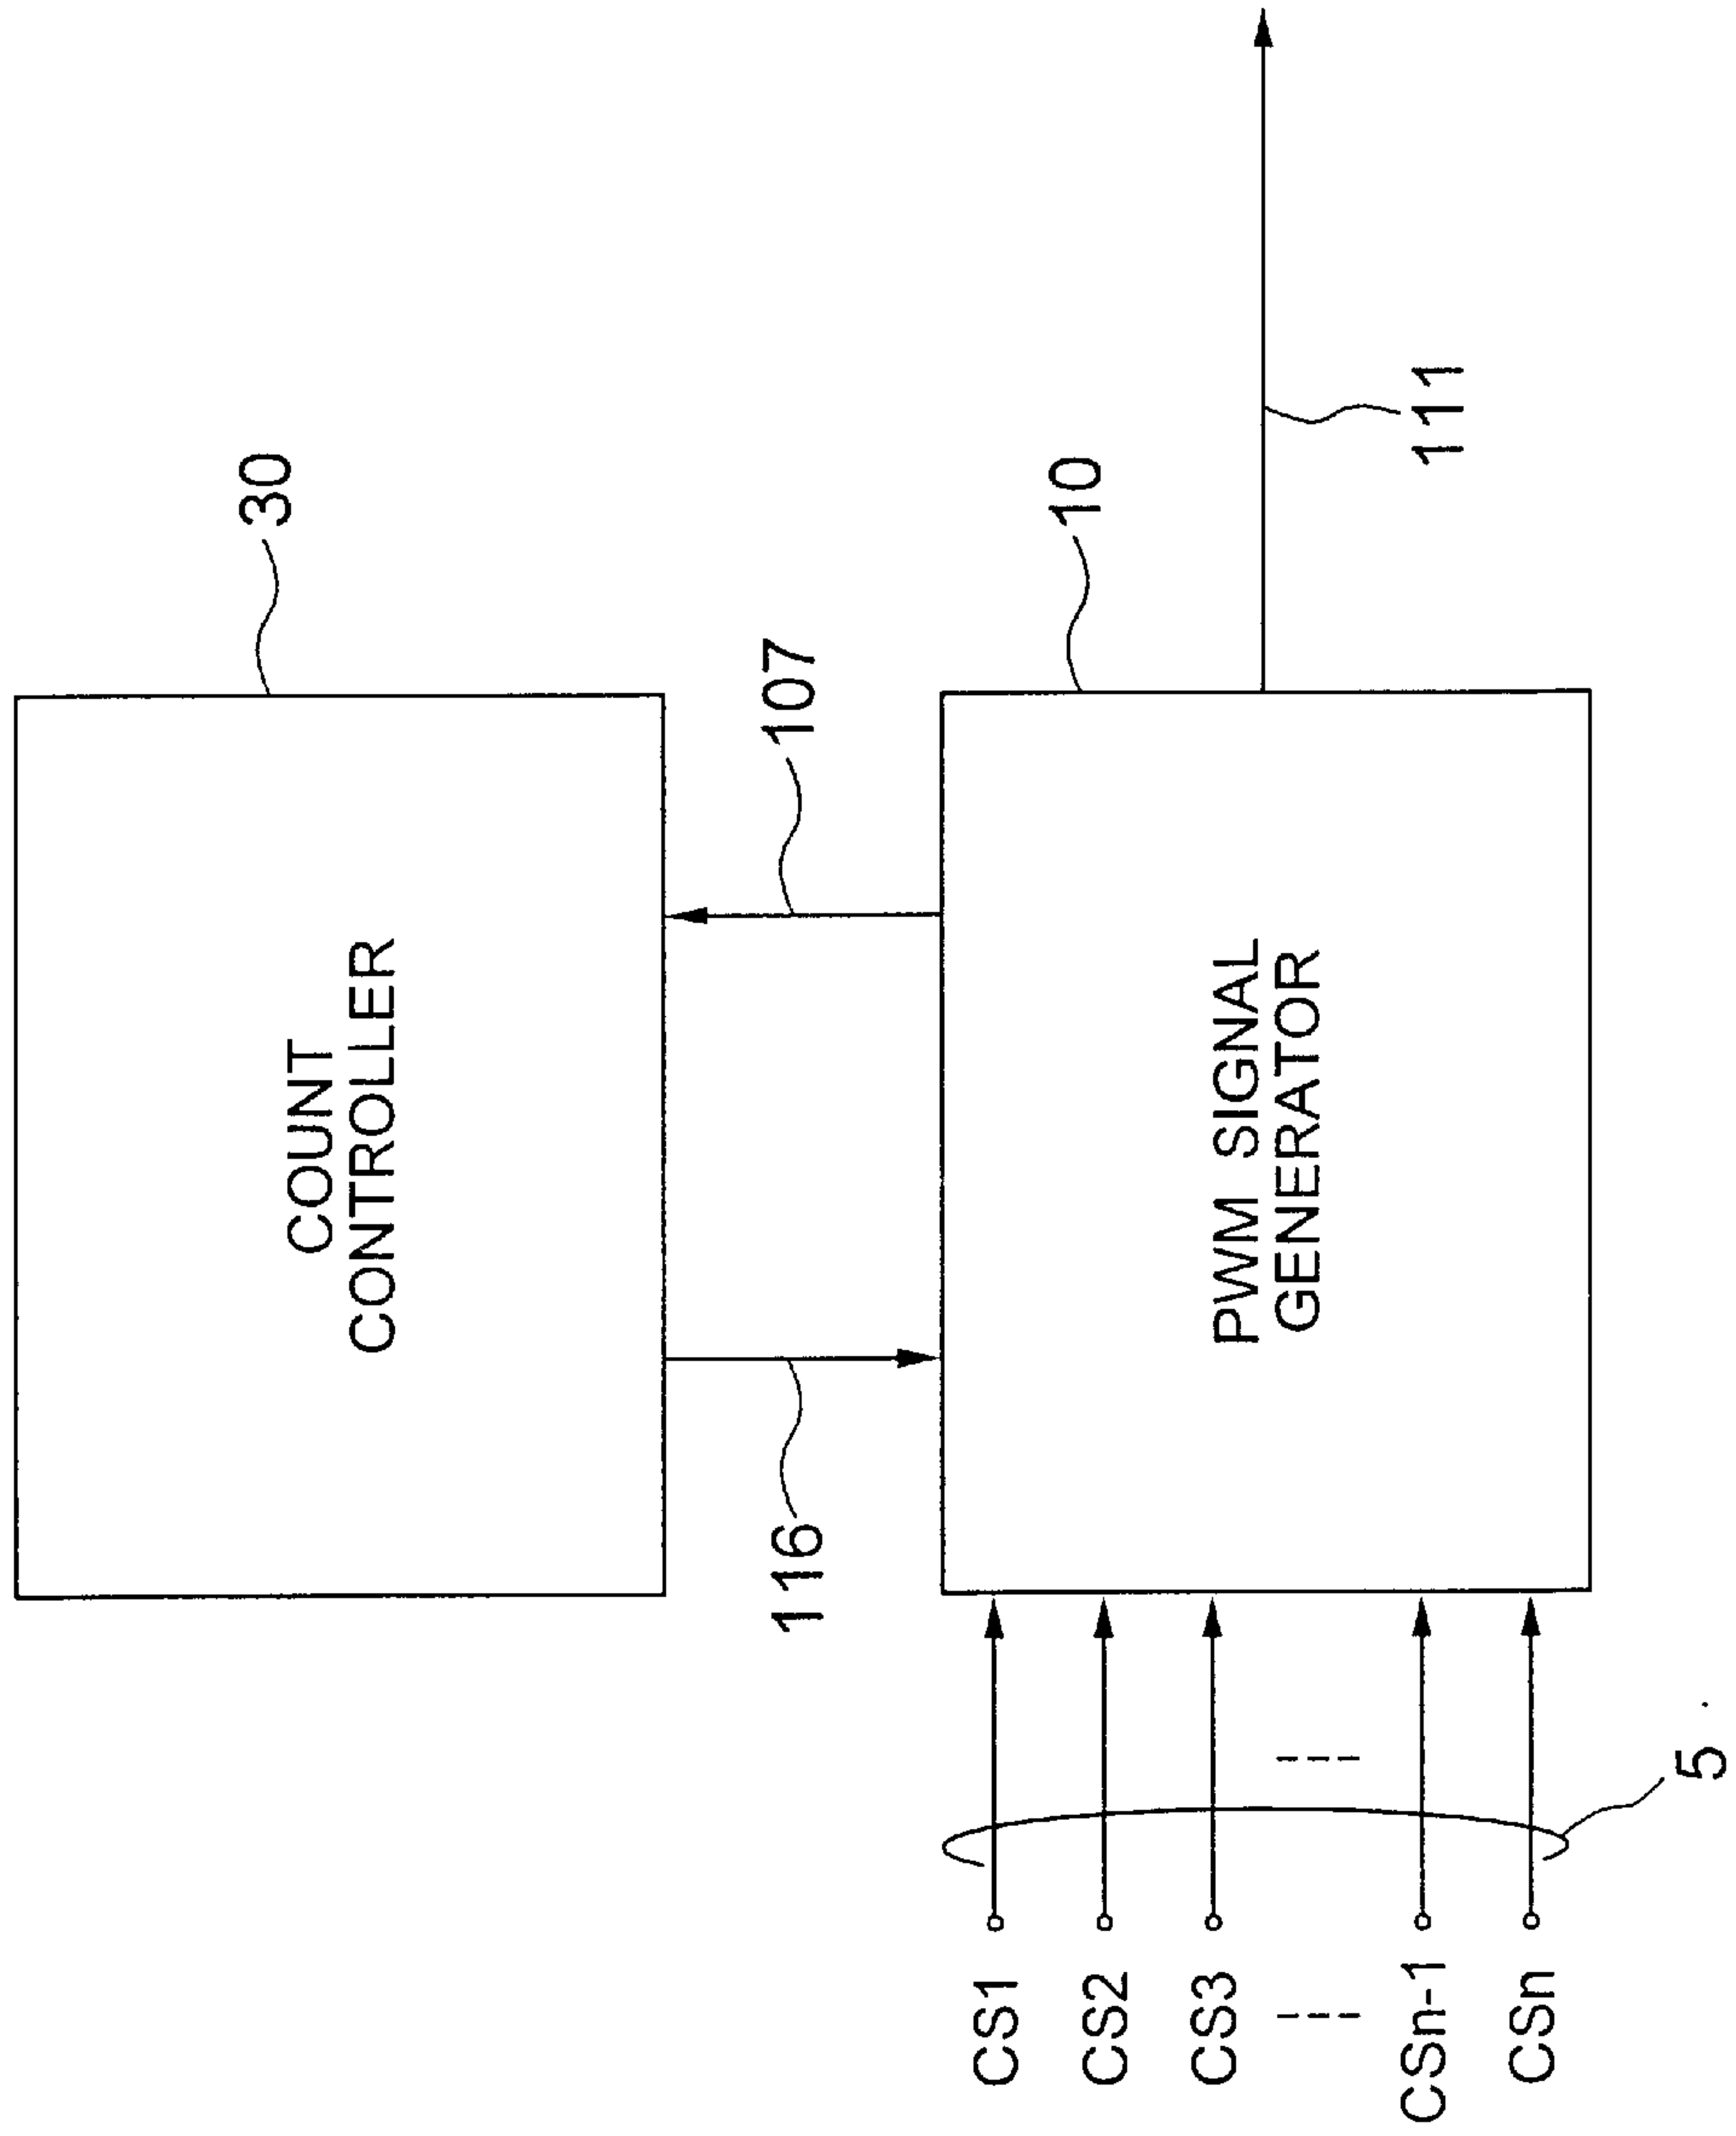 COUNT
CONTROLLER
30
116
107
PWM SIGNAL
GENERATOR
10
111
CS1
CS2
CS3
CSn-1
CSn
5